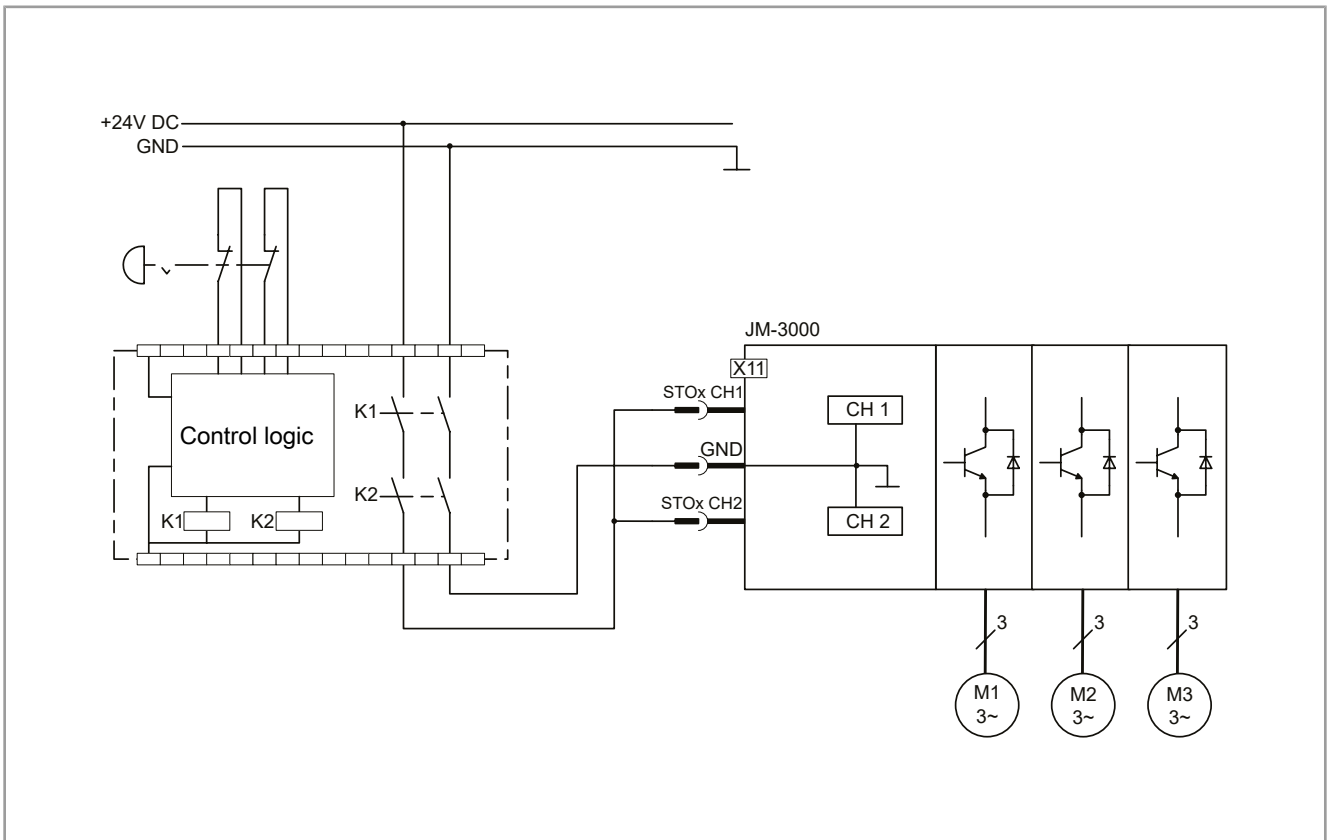 +24V DC
GND
JM-3000
X11
STOx CH1
CH 1
K1
Control logic
GND
K2
STOx CH2
K1
K2
CH 2
3
3
3
M1
3~
M2
3~
M3
3~